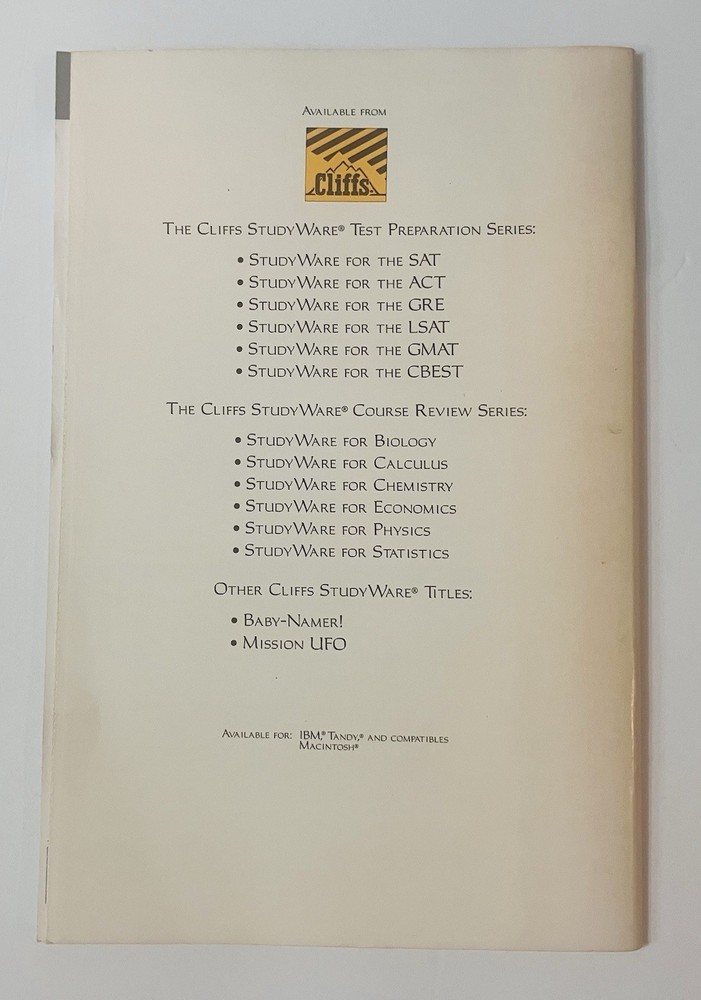 Available from
Cliffs
The Cliffs StudyWare® Test Preparation Series:
• StudyWare for the SAT
• StudyWare for the ACT
• StudyWare for the GRE
• StudyWare for the LSAT
• StudyWare for the GMAT
• StudyWare for the CBEST
The Cliffs StudyWare® Course Review Series:
• StudyWare for Biology
• StudyWare for Calculus
• StudyWare for Chemistry
• StudyWare for Economics
• StudyWare for Physics
• StudyWare for Statistics
Other Cliffs StudyWare® Titles:
• Baby-Namer!
• Mission UFO
Available for: IBM,® Tandy,® and compatibles
Macintosh®